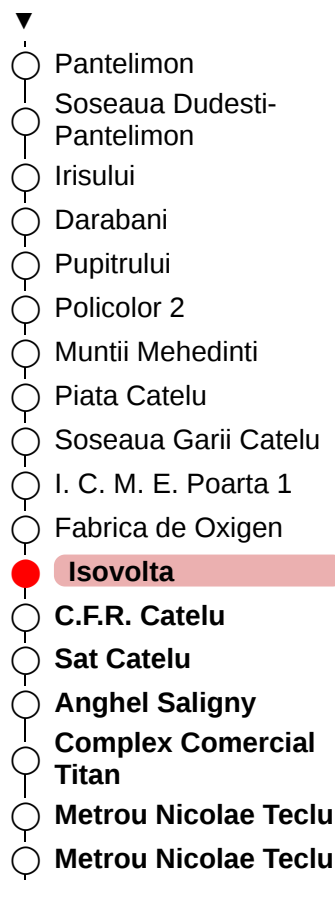 Pantelimon
Soseaua Dudesti-
Pantelimon
Irisului
Darabani
Pupitrului
Policolor 2
Muntii Mehedinti
Piata Catelu
Soseaua Garii Catelu
I. C. M. E. Poarta 1
Fabrica de Oxigen
Isovolta
C.F.R. Catelu
Sat Catelu
Anghel Saligny
Complex Comercial
Titan
Metrou Nicolae Teclu
Metrou Nicolae Teclu